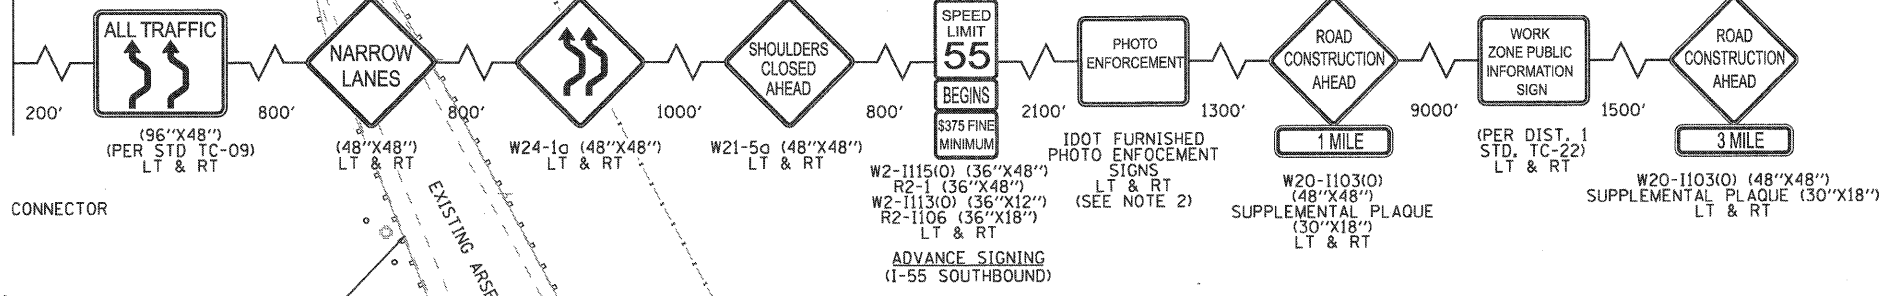 ALL TRAFFIC
(96"X48")
(PER STD TC-09)
LT & RT
200'
800'
NARROW
LANES
(48"X48")
LT & RT
800'
W24-1a (48"X48")
LT & RT
1000'
SHOULDERS
CLOSED
AHEAD
W21-5a (48"X48")
LT & RT
800'
SPEED
LIMIT
55
BEGINS
$375 FINE
MINIMUM
W2-I115(O) (36"X48")
R2-1 (36"X48")
W2-I113(O) (36"X12")
R2-I106 (36"X18")
LT & RT
ADVANCE SIGNING
(I-55 SOUTHBOUND)
2100'
PHOTO
ENFORCEMENT
IDOT FURNISHED
PHOTO ENFOCEMENT
SIGNS
LT & RT
(SEE NOTE 2)
1300'
ROAD
CONSTRUCTION
AHEAD
1 MILE
W20-I103(O)
(48"X48")
SUPPLEMENTAL PLAQUE
(30"X18")
LT & RT
9000'
WORK
ZONE PUBLIC
INFORMATION
SIGN
(PER DIST. 1
STD. TC-22)
LT & RT
1500'
ROAD
CONSTRUCTION
AHEAD
3 MILE
W20-I103(O) (48"X48")
SUPPLEMENTAL PLAQUE (30"X18")
LT & RT
CONNECTOR
EXISTING